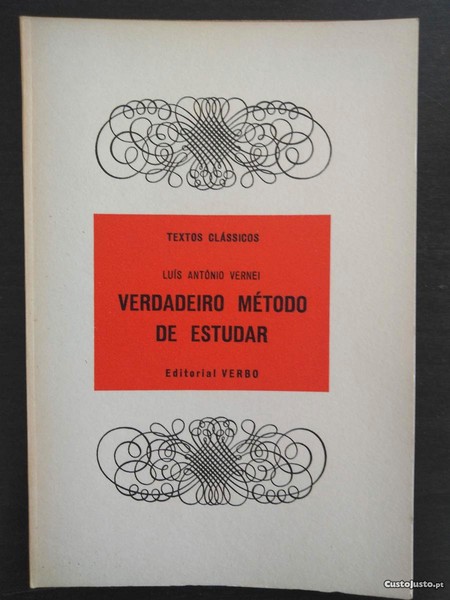 TEXTOS CLÁSSICOS
LUÍS ANTÓNIO VERNEI
VERDADEIRO MÉTODO
DE ESTUDAR
Editorial VERBO
CustoJusto.pt